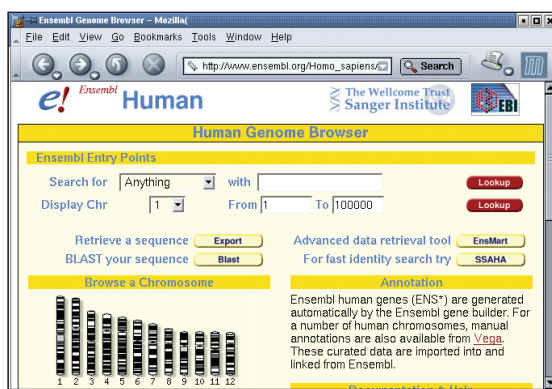 Ensembl Genome Browser - Mozilla{
File Edit View Go Bookmarks Tools Window Help
http://www.ensembl.org/Homo_sapiens/ Search
e! Ensembl Human The Wellcome Trust
Sanger Institute EBI
Human Genome Browser
Ensembl Entry Points
Search for Anything with Lookup
Display Chr 1 From 1 To 100000 Lookup
Retrieve a sequence Export Advanced data retrieval tool EnsMart
BLAST your sequence Blast For fast identity search try SSAHA
Browse a Chromosome Annotation
Ensembl human genes (ENS*) are generated
automatically by the Ensembl gene builder. For
a number of human chromosomes, manual
annotations are also available from Vega.
These curated data are imported into and
linked from Ensembl.
1 2 3 4 5 6 7 8 9 10 11 12
Documentation & Help